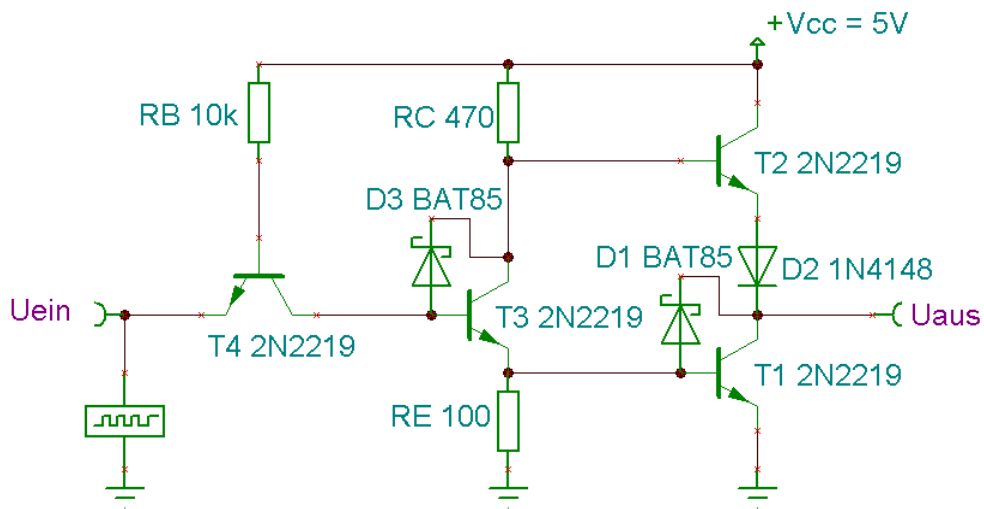 +Vcc = 5V
RB 10k
RC 470
T2 2N2219
D3 BAT85
D1 BAT85
D2 1N4148
Uein
T3 2N2219
Uaus
T4 2N2219
T1 2N2219
RE 100